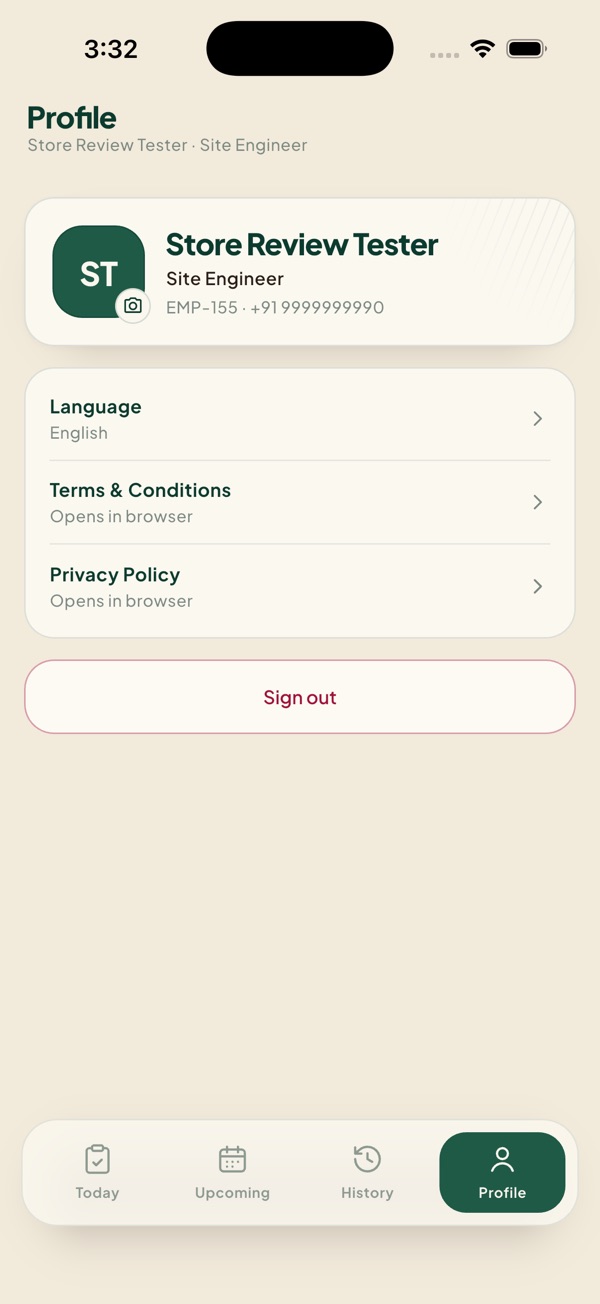 3:32
Profile
Store Review Tester · Site Engineer
ST
Store Review Tester
Site Engineer
EMP-155 · +91 9999999990
Language
English
Terms & Conditions
Opens in browser
Privacy Policy
Opens in browser
Sign out
Today
Upcoming
History
Profile